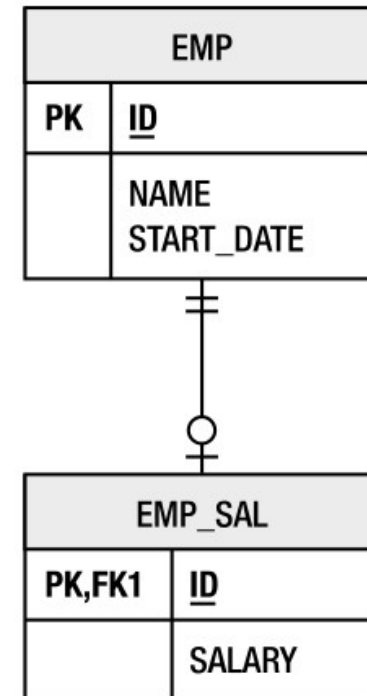 EMP
PK ID
NAME
START_DATE
EMP_SAL
PK,FK1 ID
SALARY